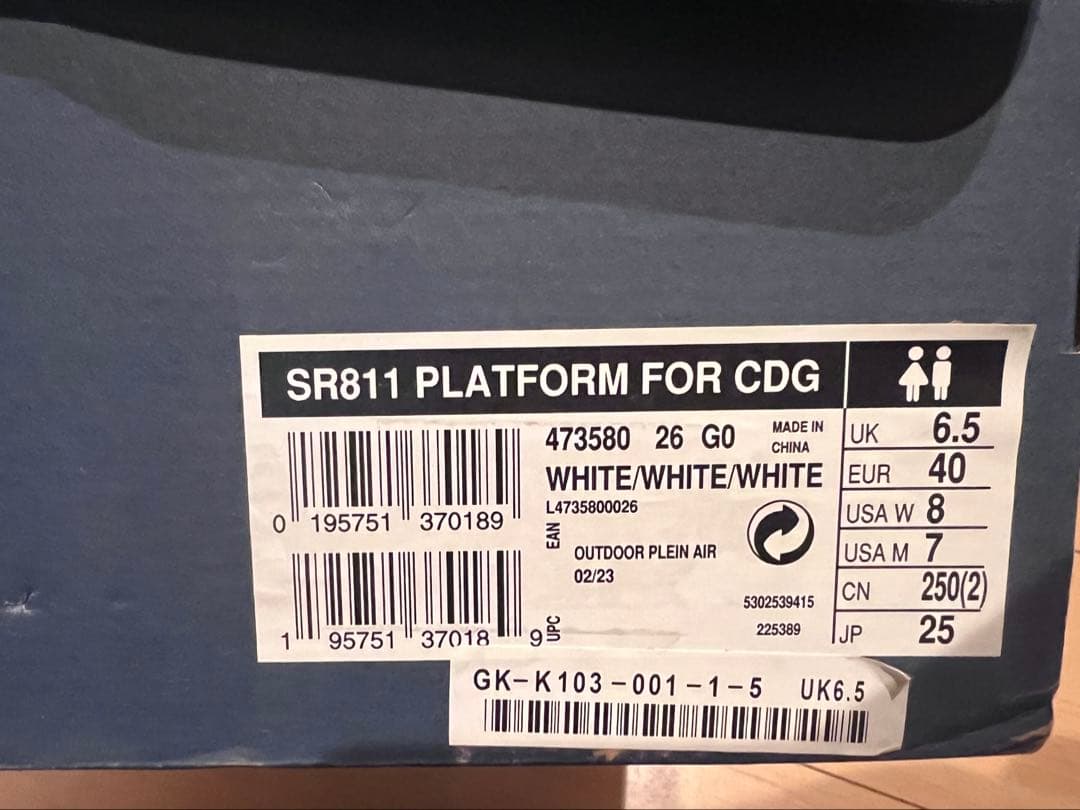 SR811 PLATFORM FOR CDG
473580 26 G0 MADE IN CHINA
WHITE/WHITE/WHITE
L4735800026
0 195751 370189
EAN
OUTDOOR PLEIN AIR
02/23
5302539415
225389
1 95751 37018 9
UPC
UK 6.5
EUR 40
USA W 8
USA M 7
CN 250(2)
JP 25
GK-K103-001-1-5 UK6.5